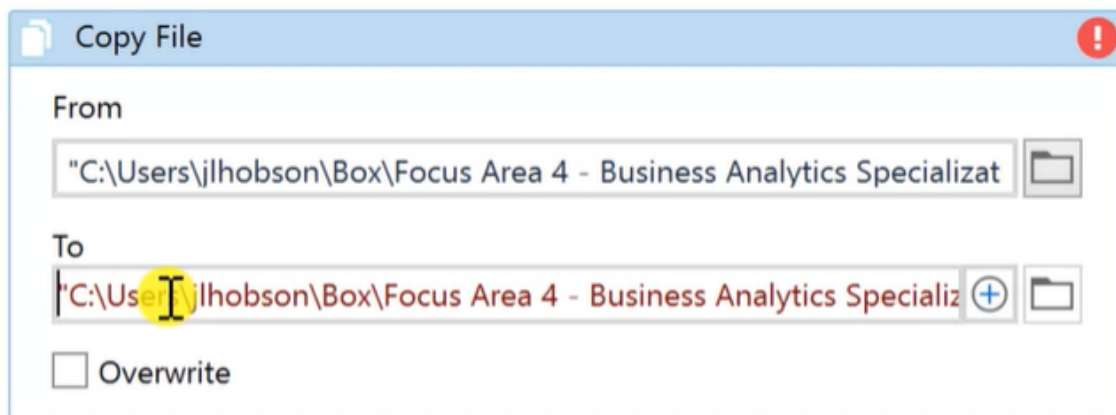 Copy File
From
"C:\Users\jlhobson\Box\Focus Area 4 - Business Analytics Specializat
To
"C:\Users\jlhobson\Box\Focus Area 4 - Business Analytics Specializ
Overwrite